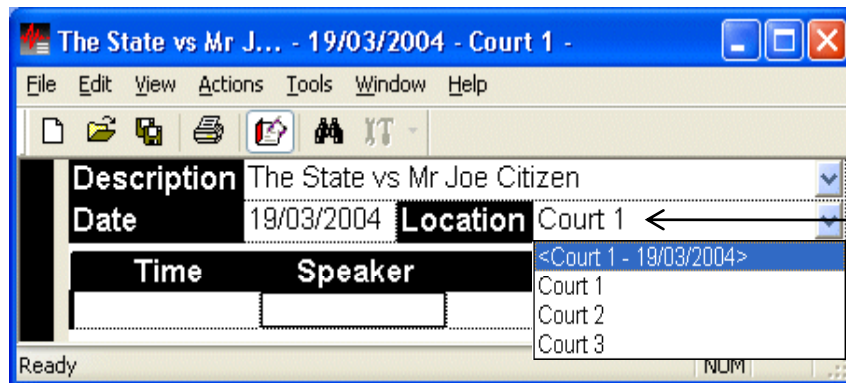 The State vs Mr J... - 19/03/2004 - Court 1 -
File Edit View Actions Tools Window Help
Description The State vs Mr Joe Citizen
Date 19/03/2004 Location Court 1
<Court 1 - 19/03/2004>
Time Speaker
Court 1
Court 2
Court 3
Ready NUM